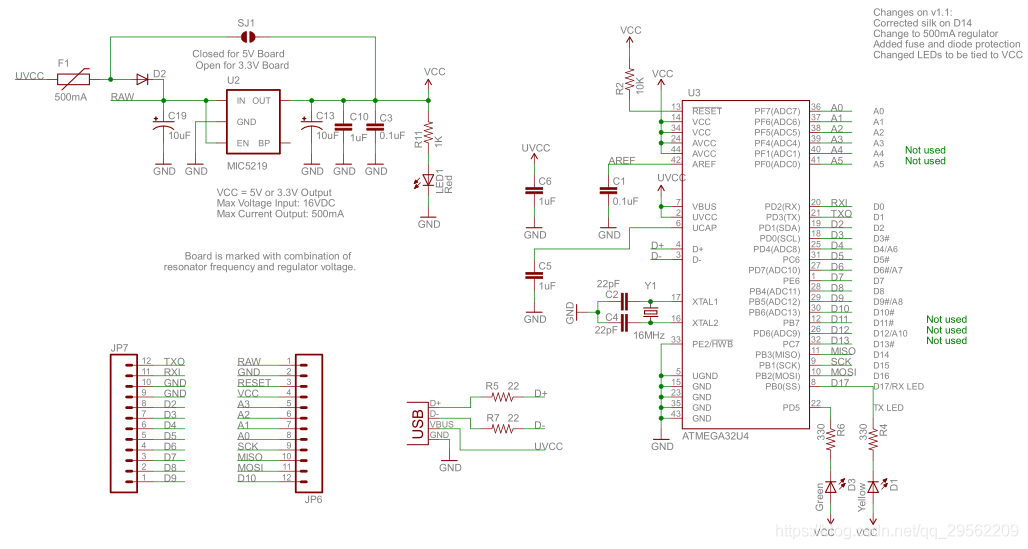 Changes on v1.1:
Corrected silk on D14
Change to 500mA regulator
Added fuse and diode protection
Changed LEDs to be tied to VCC
SJ1
Closed for 5V Board
Open for 3.3V Board
F1
UVCC
500mA
D2
RAW
U2
IN OUT
GND
EN BP
MIC5219
C19
10uF
GND
GND
C13
10uF
GND
C10
1uF
GND
C3
0.1uF
GND
VCC
R11
1K
LED1
Red
GND
VCC = 5V or 3.3V Output
Max Voltage Input: 16VDC
Max Current Output: 500mA
Board is marked with combination of
resonator frequency and regulator voltage.
VCC
R2
10K
VCC
UVCC
C6
1uF
GND
AREF
C1
0.1uF
GND
UVCC
C5
1uF
GND
D+
D-
22pF
C2
C4
22pF
GND
Y1
16MHz
GND
U3
ATMEGA32U4
13 RESET
14 VCC
34 VCC
24 AVCC
44 AVCC
42 AREF
7 VBUS
2 UVCC
6 UCAP
4 D+
3 D-
17 XTAL1
16 XTAL2
33 PE2/HWB
5 UGND
15 GND
23 GND
35 GND
43 GND
PF7(ADC7) 36 A0 A0
PF6(ADC6) 37 A1 A1
PF5(ADC5) 38 A2 A2
PF4(ADC4) 39 A3 A3
PF1(ADC1) 40 A4 A4 Not used
PF0(ADC0) 41 A5 A5 Not used
PD2(RX) 20 RXI D0
PD3(TX) 21 TXO D1
PD1(SDA) 19 D2 D2
PD0(SCL) 18 D3 D3#
PD4(ADC8) 25 D4 D4/A6
PC6 31 D5 D5#
PD7(ADC10) 27 D6 D6#/A7
PE6 1 D7 D7
PB4(ADC11) 28 D8 D8
PB5(ADC12) 29 D9 D9#/A8
PB6(ADC13) 30 D10 D10#
PB7 12 D11 D11# Not used
PD6(ADC9) 26 D12 D12/A10 Not used
PC7 32 D13 D13# Not used
PB3(MISO) 11 MISO D14
PB1(SCK) 9 SCK D15
PB2(MOSI) 10 MOSI D16
PB0(SS) 8 D17 D17/RX LED
PD5 22 TX LED
330
R6
330
R4
Green
D3
Yellow
D1
VCC
VCC
JP7
12 TXO
11 RXI
10 GND
9 GND
8 D2
7 D3
6 D4
5 D5
4 D6
3 D7
2 D8
1 D9
RAW 1
GND 2
RESET 3
VCC 4
A3 5
A2 6
A1 7
A0 8
SCK 9
MISO 10
MOSI 11
D10 12
JP6
USB
D+
D-
VBUS
GND
R5 22 D+
R7 22 D-
UVCC
GND
https://blog.csdn.net/qq_29562209